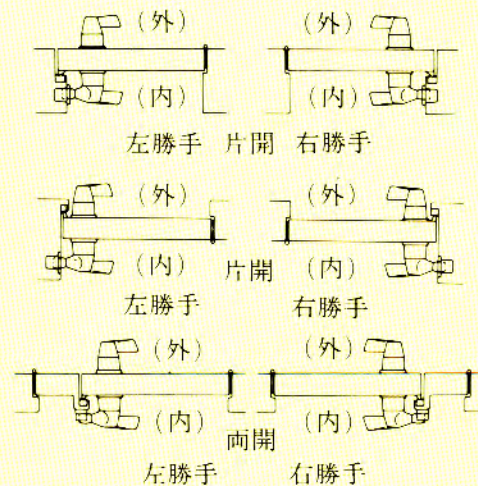 (外) (外)
(内) (内)
左勝手 片開 右勝手
(外) (外)
(内) 片開 (内)
左勝手 右勝手
(外) (外)
(内) 両開 (内)
左勝手 右勝手